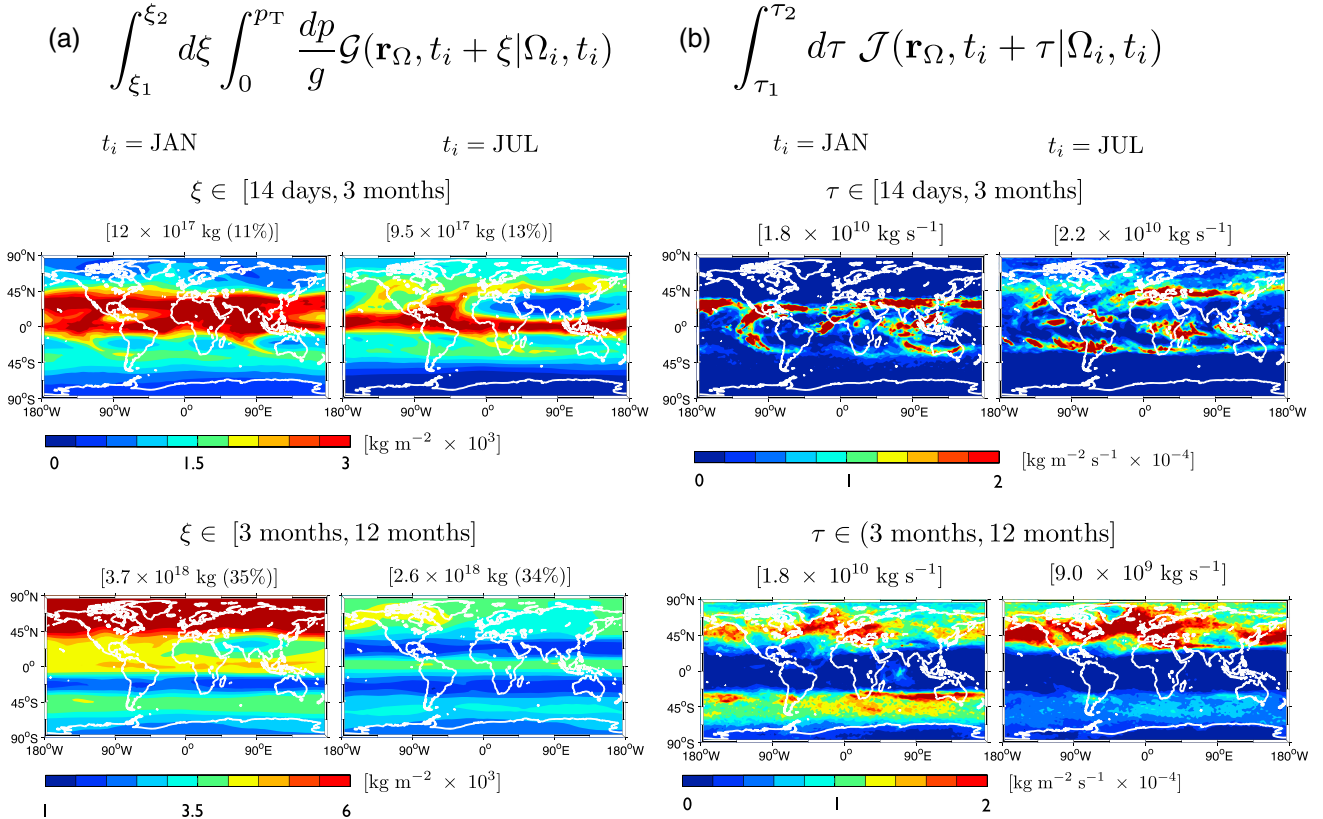 (a) ∫_{ξ1}^{ξ2} dξ ∫_0^{p_T} dp/g 𝒢(r_Ω, t_i + ξ|Ω_i, t_i)
(b) ∫_{τ1}^{τ2} dτ 𝒥(r_Ω, t_i + τ|Ω_i, t_i)
t_i = JAN t_i = JUL
t_i = JAN t_i = JUL
ξ ∈ [14 days, 3 months]
τ ∈ [14 days, 3 months]
[12 × 10^17 kg (11%)] [9.5 × 10^17 kg (13%)]
[1.8 × 10^10 kg s^−1] [2.2 × 10^10 kg s^−1]
90°N
45°N
0°
45°S
90°S
180°W 90°W 0° 90°E 180°W 90°W 0° 90°E 180°W
90°N
45°N
0°
45°S
90°S
180°W 90°W 0° 90°E 180°W 90°W 0° 90°E 180°W
0 1.5 3 [kg m^−2 × 10^3]
0 1 2 [kg m^−2 s^−1 × 10^−4]
ξ ∈ [3 months, 12 months]
τ ∈ (3 months, 12 months]
[3.7 × 10^18 kg (35%)] [2.6 × 10^18 kg (34%)]
[1.8 × 10^10 kg s^−1] [9.0 × 10^9 kg s^−1]
90°N
45°N
0°
45°S
90°S
180°W 90°W 0° 90°E 180°W 90°W 0° 90°E 180°W
90°N
45°N
0°
45°S
90°S
180°W 90°W 0° 90°E 180°W 90°W 0° 90°E 180°W
1 3.5 6 [kg m^−2 × 10^3]
0 1 2 [kg m^−2 s^−1 × 10^−4]